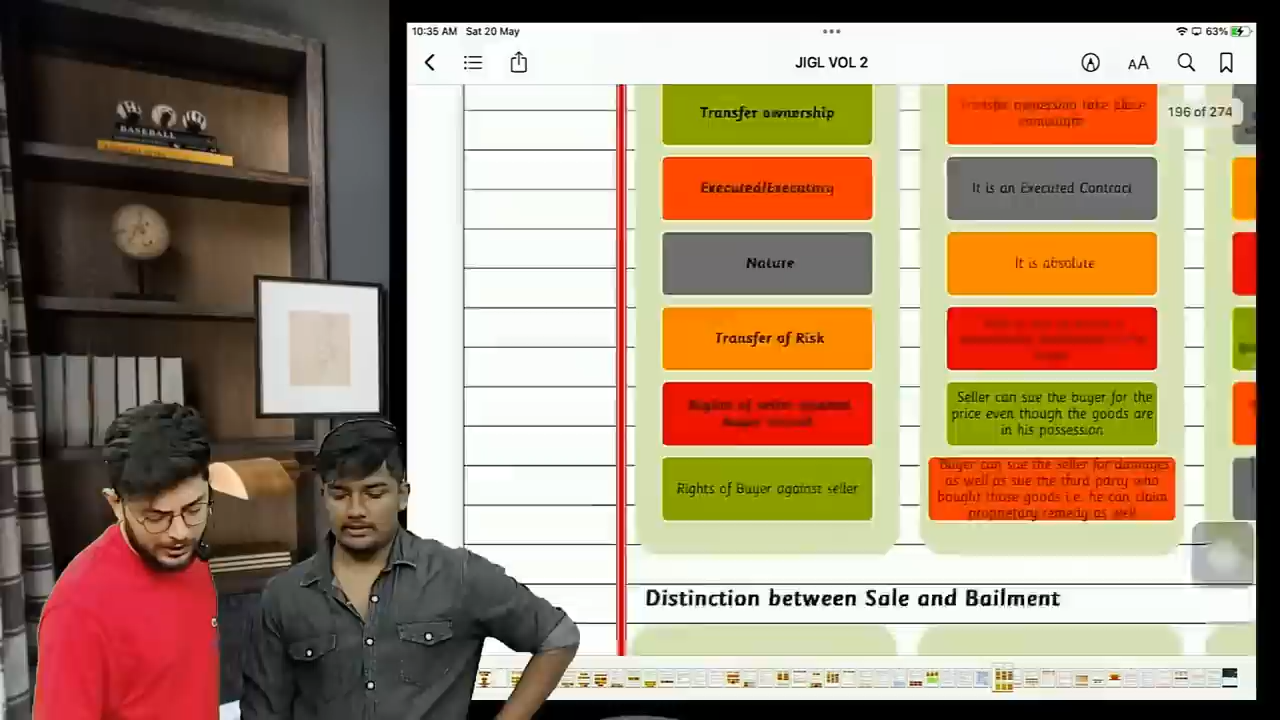 10:35 AM Sat 20 May
63%
JIGL VOL 2
AA
196 of 274
Transfer ownership
Executed/Executory
It is an Executed Contract
Nature
It is absolute
Transfer of Risk
Seller can sue the buyer for the
price even though the goods are
in his possession
Rights of Buyer against seller
Buyer can sue the seller for damages
as well as sue the third party who
bought those goods i.e. he can claim
proprietary remedy as well
Distinction between Sale and Bailment
BASEBALL